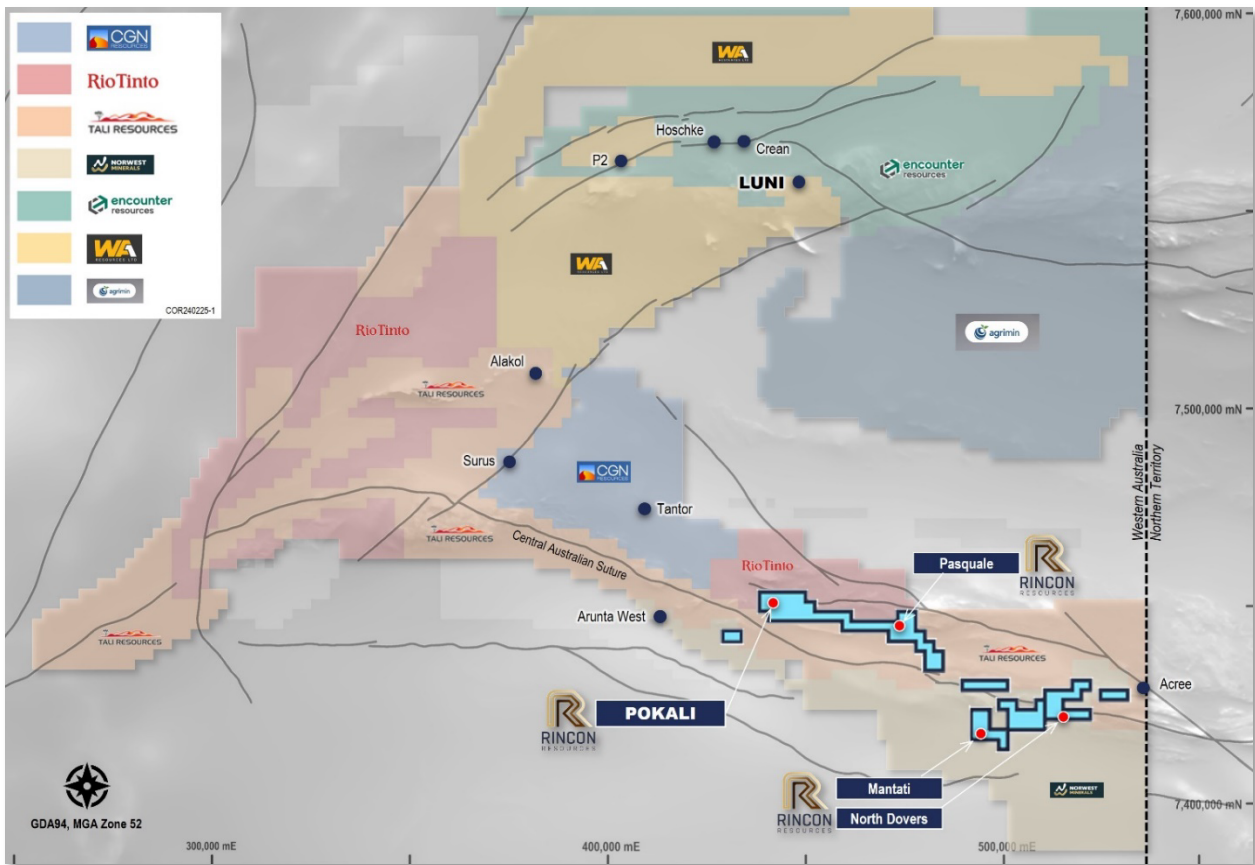 CGN
RESOURCES
RioTinto
TALI RESOURCES
NORWEST
MINERALS
encounter
resources
WA
RESOURCES LTD
agrimin
COR240225-1
7,600,000 mN
WA
Hoschke
Crean
P2
LUNI
encounter
resources
WA
RioTinto
agrimin
Alakol
TALI RESOURCES
7,500,000 mN
Surus
CGN
RESOURCES
Tantor
Western Australia
Northern Territory
TALI RESOURCES
Central Australian Suture
RioTinto
Pasquale
RINCON
RESOURCES
Arunta West
TALI RESOURCES
TALI RESOURCES
Acree
POKALI
RINCON
RESOURCES
Mantati
North Dovers
RINCON
RESOURCES
NORWEST
MINERALS
7,400,000 mN
GDA94, MGA Zone 52
300,000 mE
400,000 mE
500,000 mE